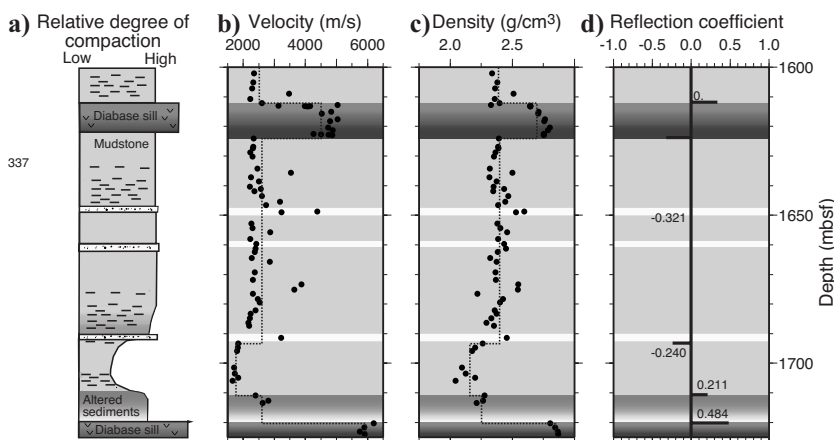 a) Relative degree of compaction
Low High
b) Velocity (m/s)
2000 4000 6000
c) Density (g/cm³)
2.0 2.5
d) Reflection coefficient
-1.0 -0.5 0.0 0.5 1.0
Diabase sill
Mudstone
337
Altered sediments
Diabase sill
0.
-0.321
-0.240
0.211
0.484
1600
1650
1700
Depth (mbsf)